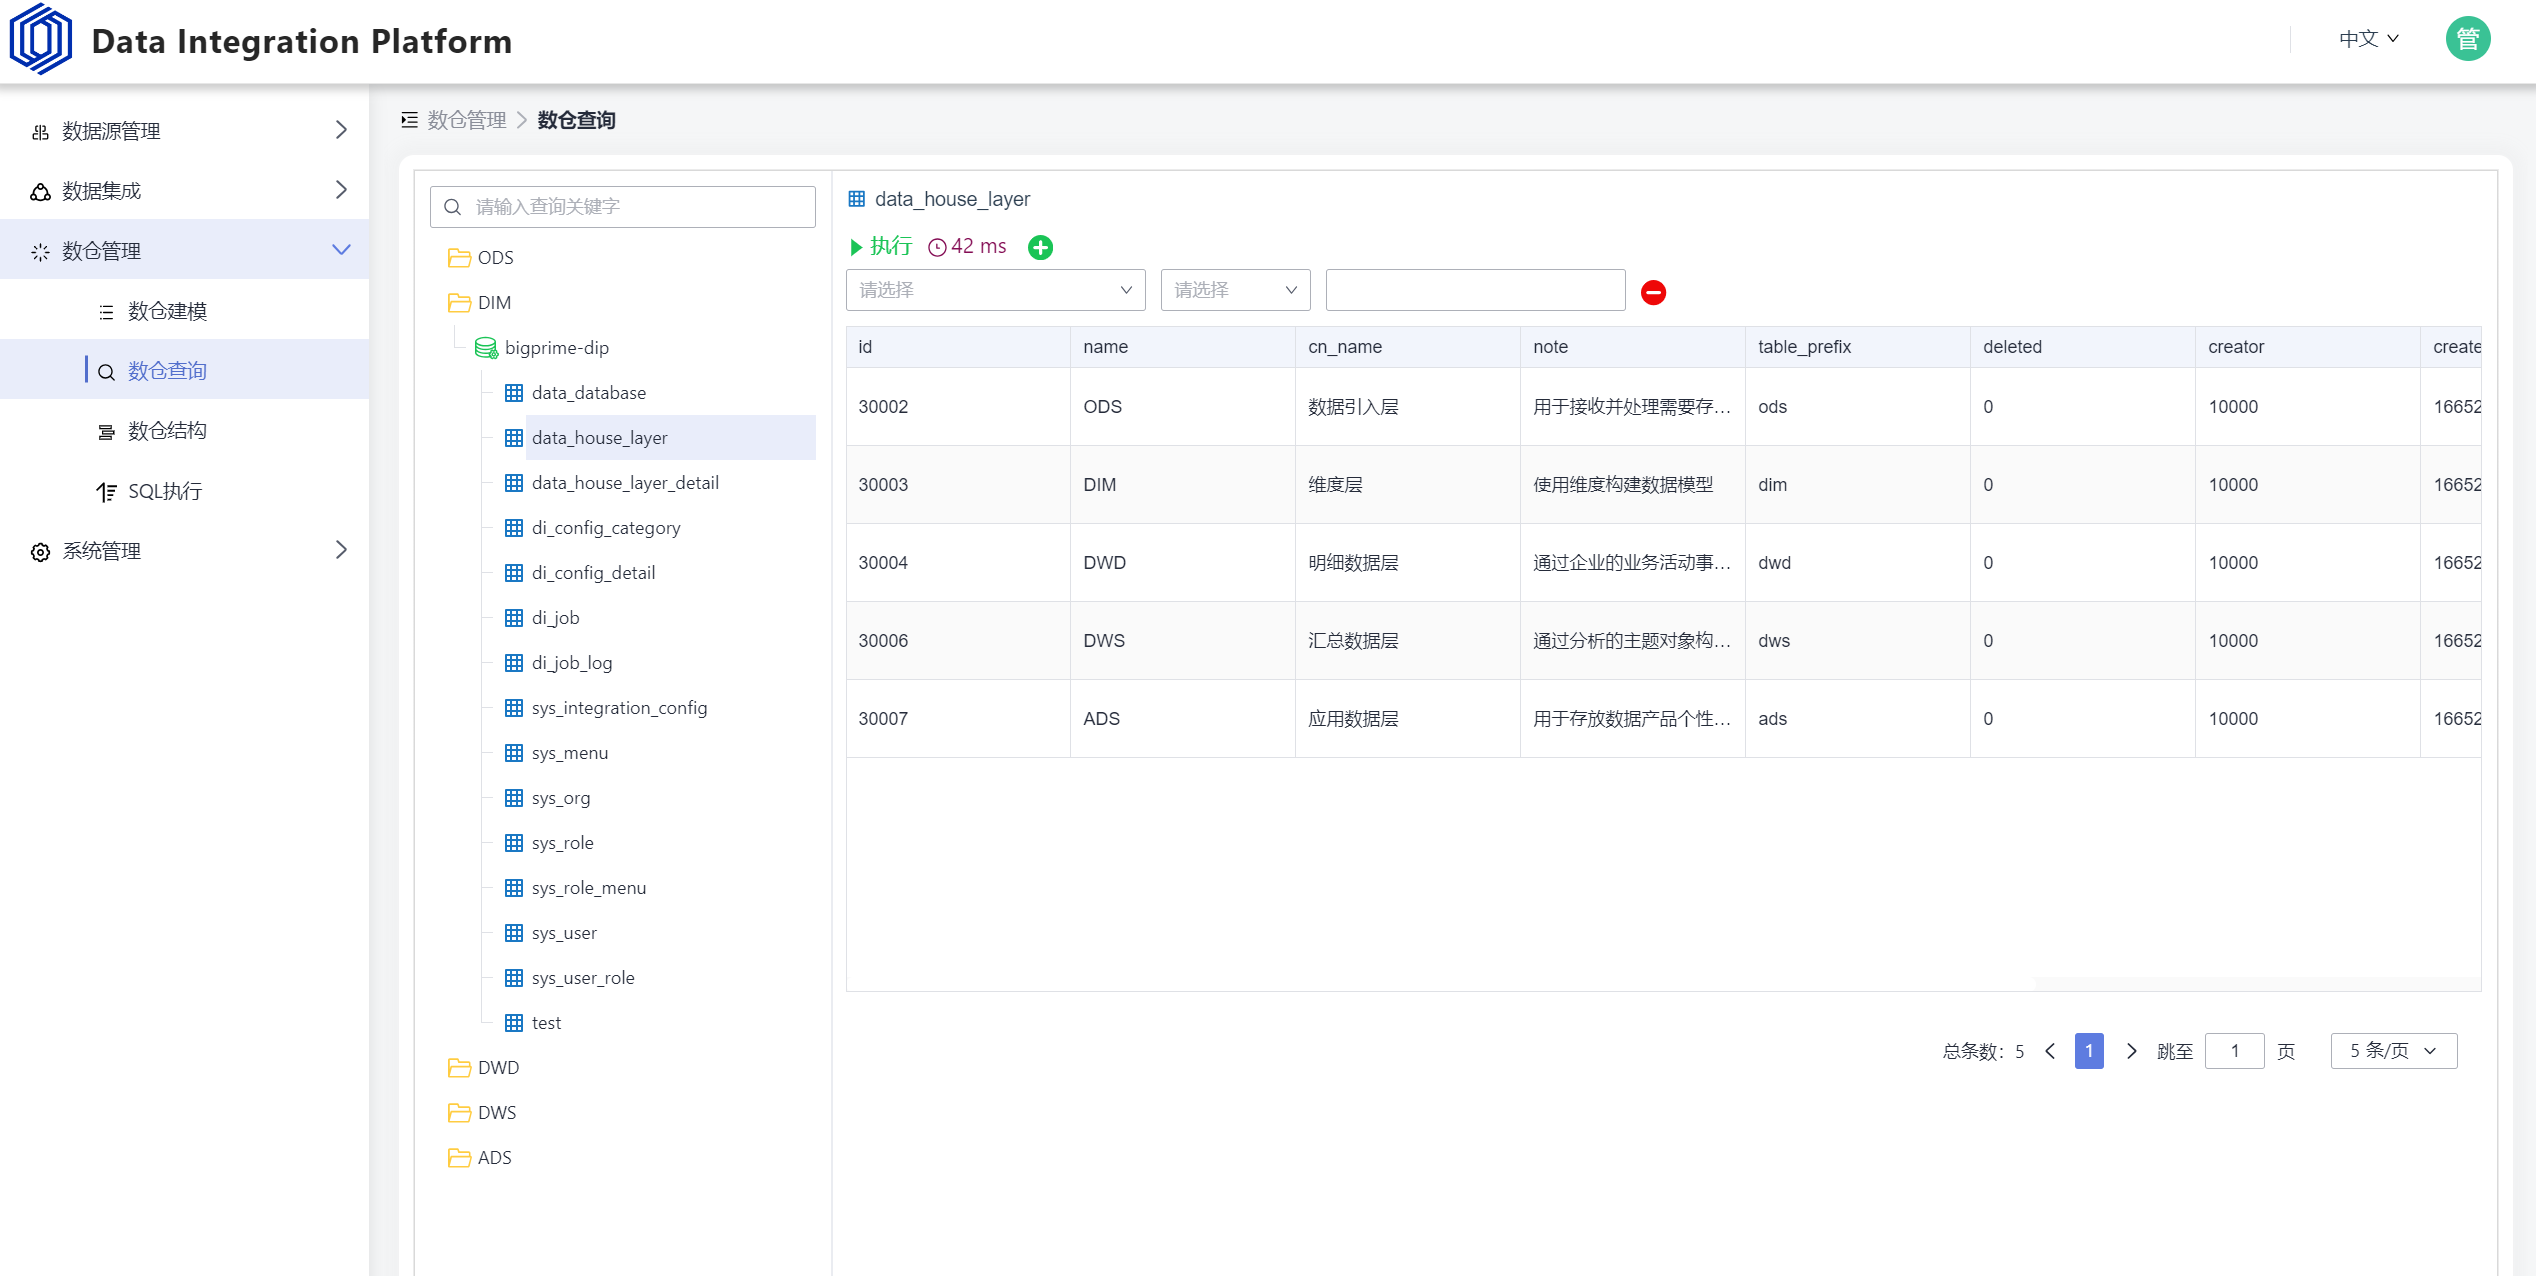 Data Integration Platform
中文
管
数据源管理
数据集成
数仓管理
数仓建模
数仓查询
数仓结构
SQL执行
系统管理
数仓管理 > 数仓查询
请输入查询关键字
ODS
DIM
bigprime-dip
data_database
data_house_layer
data_house_layer_detail
di_config_category
di_config_detail
di_job
di_job_log
sys_integration_config
sys_menu
sys_org
sys_role
sys_role_menu
sys_user
sys_user_role
test
DWD
DWS
ADS
data_house_layer
执行 42 ms
请选择 请选择
id name cn_name note table_prefix deleted creator create
30002 ODS 数据引入层 用于接收并处理需要存... ods 0 10000 16652
30003 DIM 维度层 使用维度构建数据模型 dim 0 10000 16652
30004 DWD 明细数据层 通过企业的业务活动事... dwd 0 10000 16652
30006 DWS 汇总数据层 通过分析的主题对象构... dws 0 10000 16652
30007 ADS 应用数据层 用于存放数据产品个性... ads 0 10000 16652
总条数：5 < 1 > 跳至 1 页 5 条/页